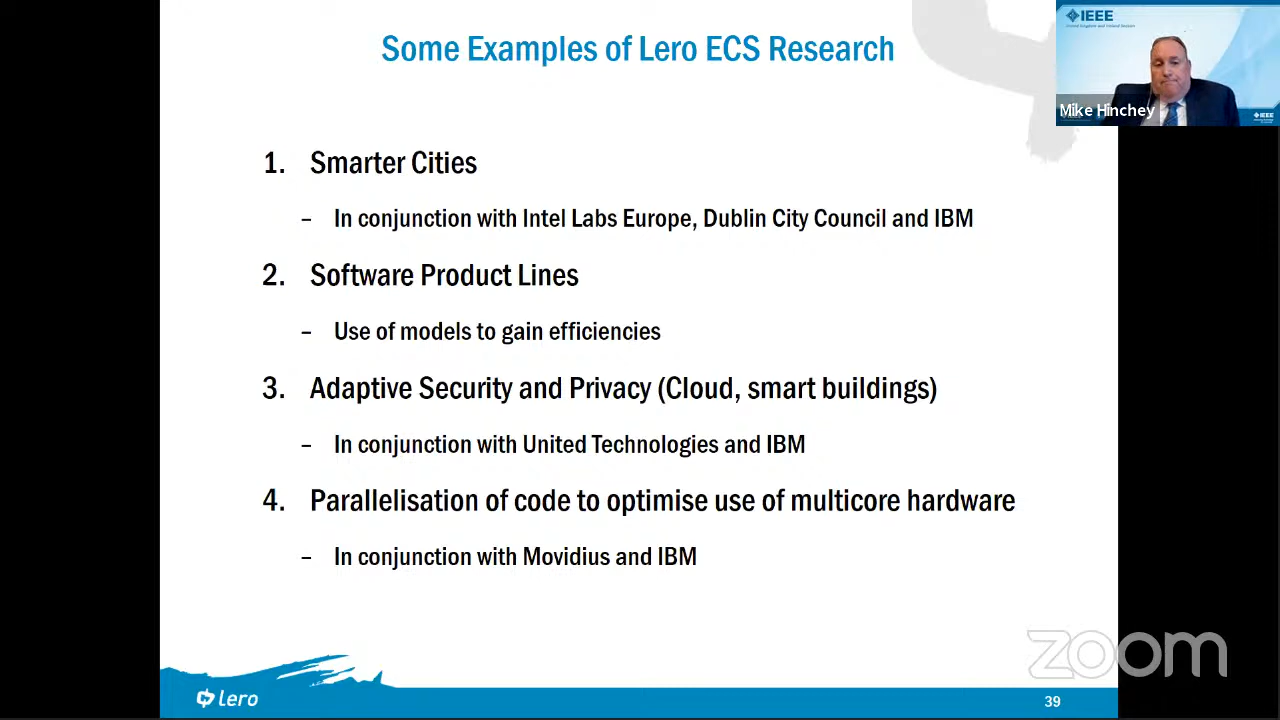 Some Examples of Lero ECS Research
IEEE
Mike Hinchey
IEEE
1. Smarter Cities
– In conjunction with Intel Labs Europe, Dublin City Council and IBM
2. Software Product Lines
– Use of models to gain efficiencies
3. Adaptive Security and Privacy (Cloud, smart buildings)
– In conjunction with United Technologies and IBM
4. Parallelisation of code to optimise use of multicore hardware
– In conjunction with Movidius and IBM
zoom
Lero
39